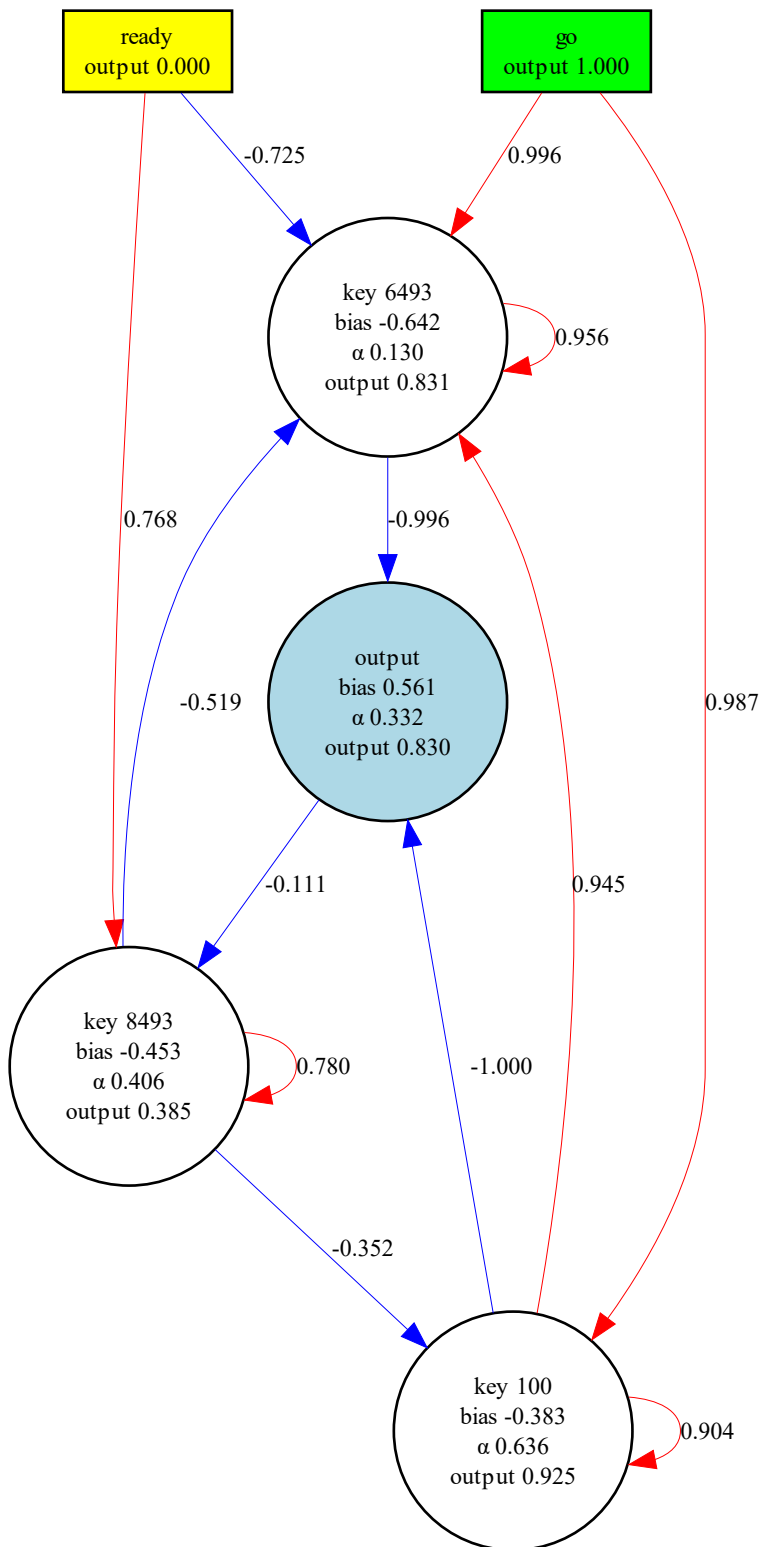 ready
output 0.000
go
output 1.000
-0.725
0.996
key 6493
bias -0.642
α 0.130
output 0.831
0.956
0.768
-0.996
-0.519
output
bias 0.561
α 0.332
output 0.830
0.987
-0.111
0.945
key 8493
bias -0.453
α 0.406
output 0.385
0.780
-1.000
-0.352
key 100
bias -0.383
α 0.636
output 0.925
0.904